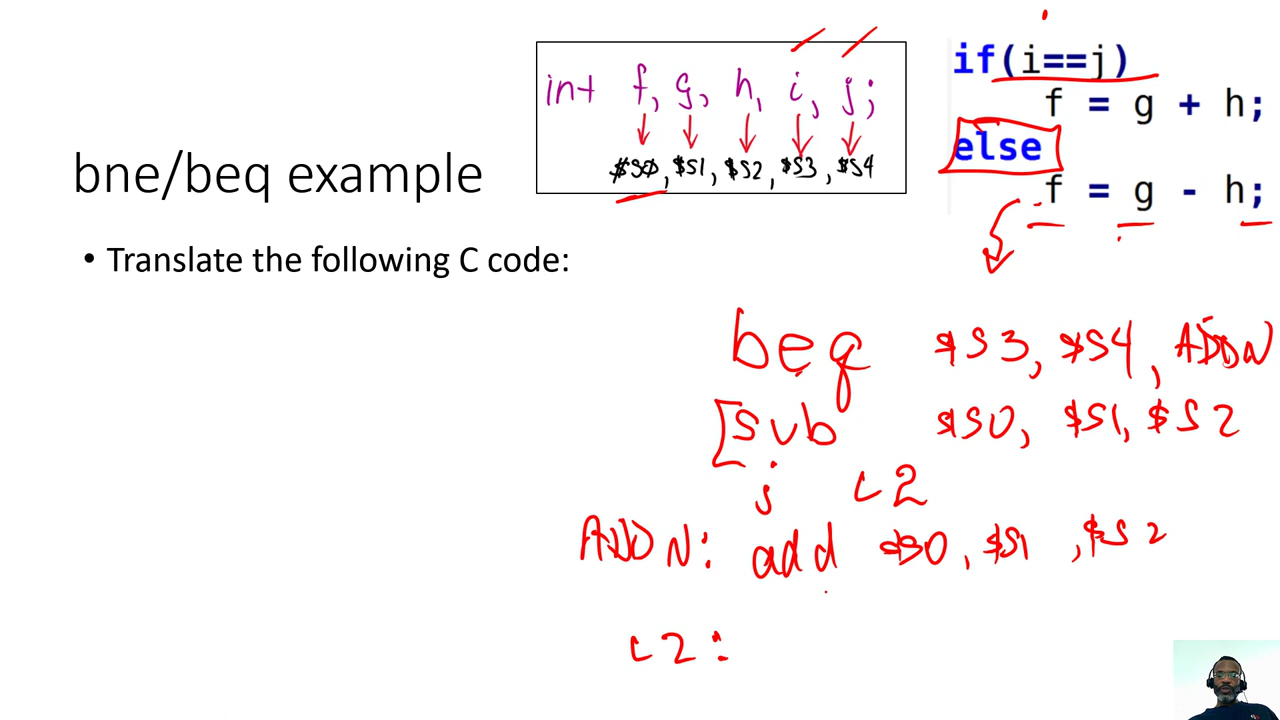 bne/beq example
int f, g, h, i, j;
$s0, $s1, $s2, $s3, $s4
if(i==j)
f = g + h;
else
f = g - h;
• Translate the following C code:
beq $s3, $s4, ADDN
sub $s0, $s1, $s2
j L2
ADDN: add $s0, $s1, $s2
L2: